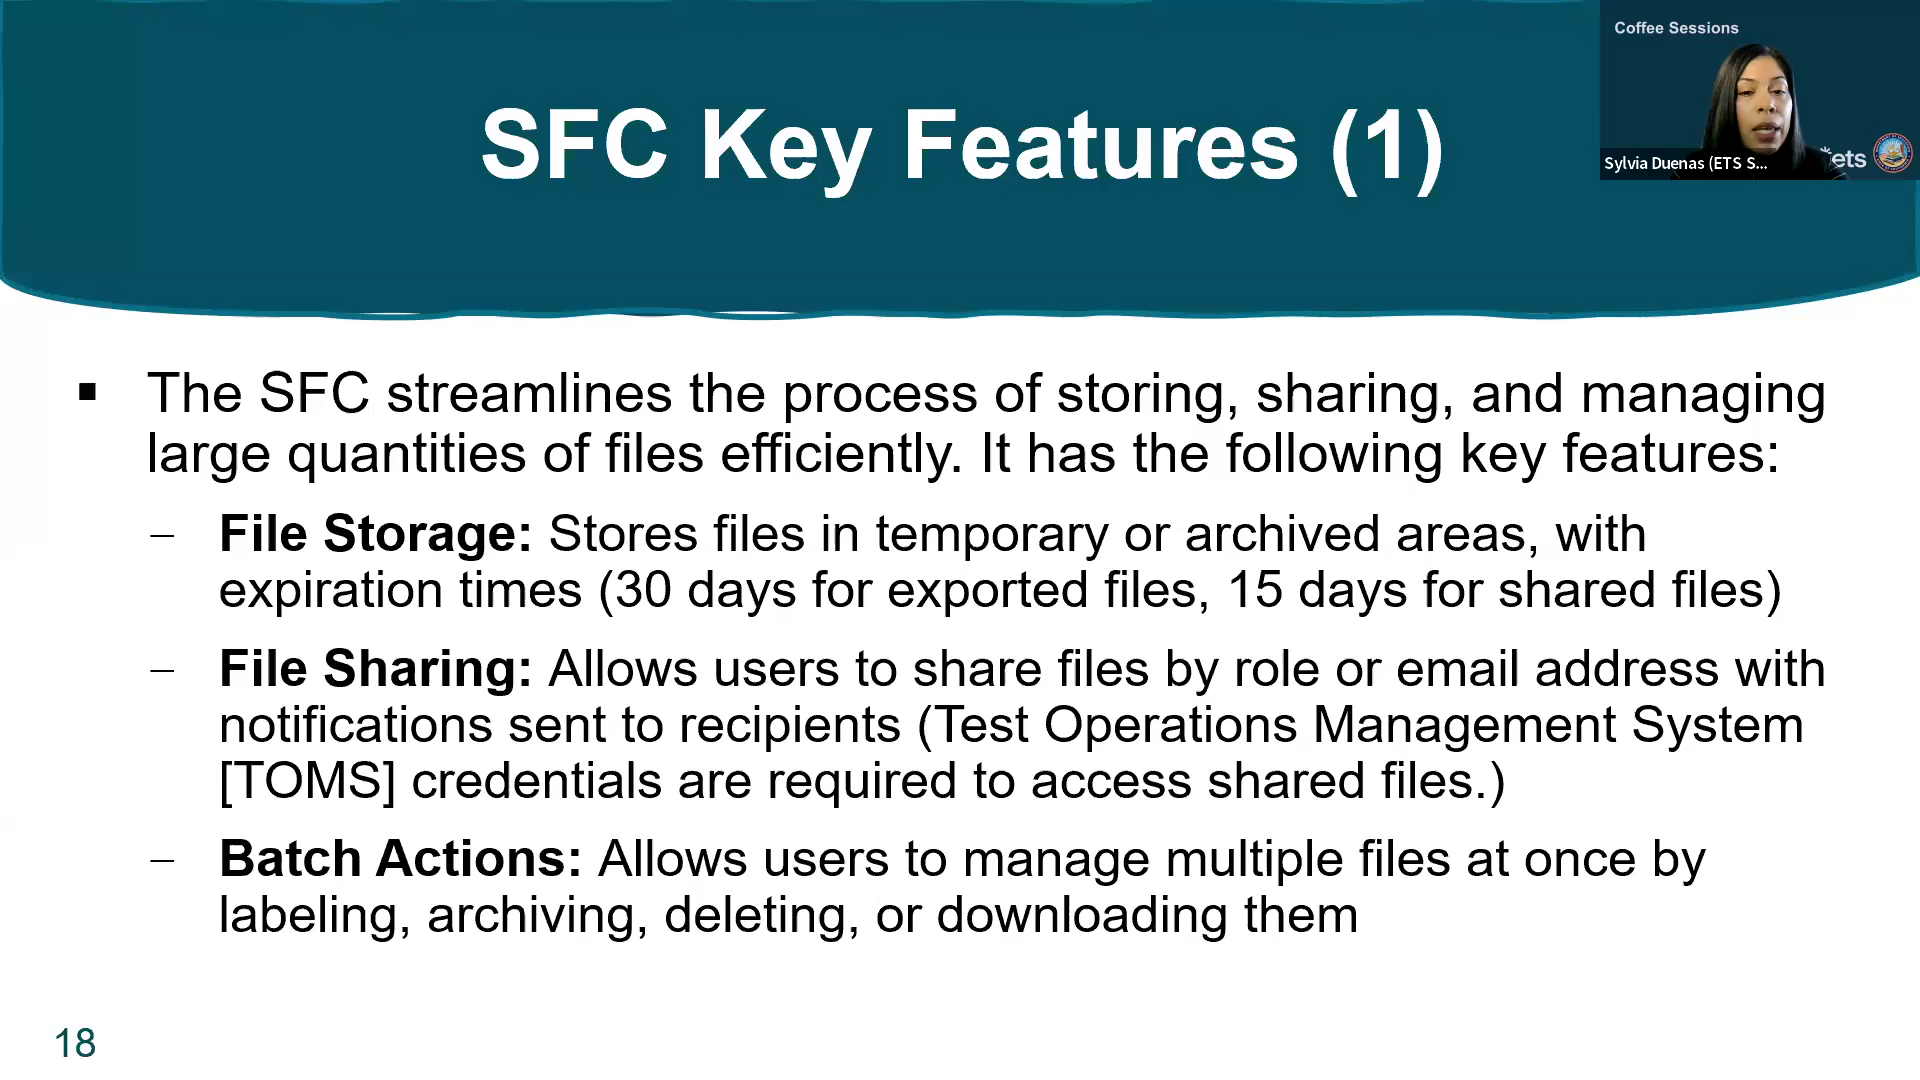 Coffee Sessions
SFC Key Features (1)
Sylvia Duenas (ETS S...
ets
▪ The SFC streamlines the process of storing, sharing, and managing
large quantities of files efficiently. It has the following key features:
– File Storage: Stores files in temporary or archived areas, with
expiration times (30 days for exported files, 15 days for shared files)
– File Sharing: Allows users to share files by role or email address with
notifications sent to recipients (Test Operations Management System
[TOMS] credentials are required to access shared files.)
– Batch Actions: Allows users to manage multiple files at once by
labeling, archiving, deleting, or downloading them
18